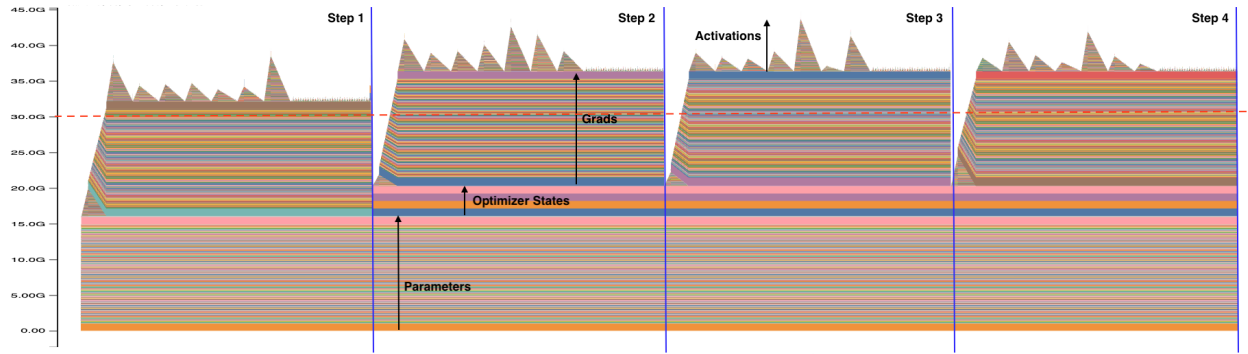 45.0G
40.0G
35.0G
30.0G
25.0G
20.0G
15.0G
10.0G
5.00G
0.00
Step 1
Step 2
Step 3
Step 4
Activations
Grads
Optimizer States
Parameters